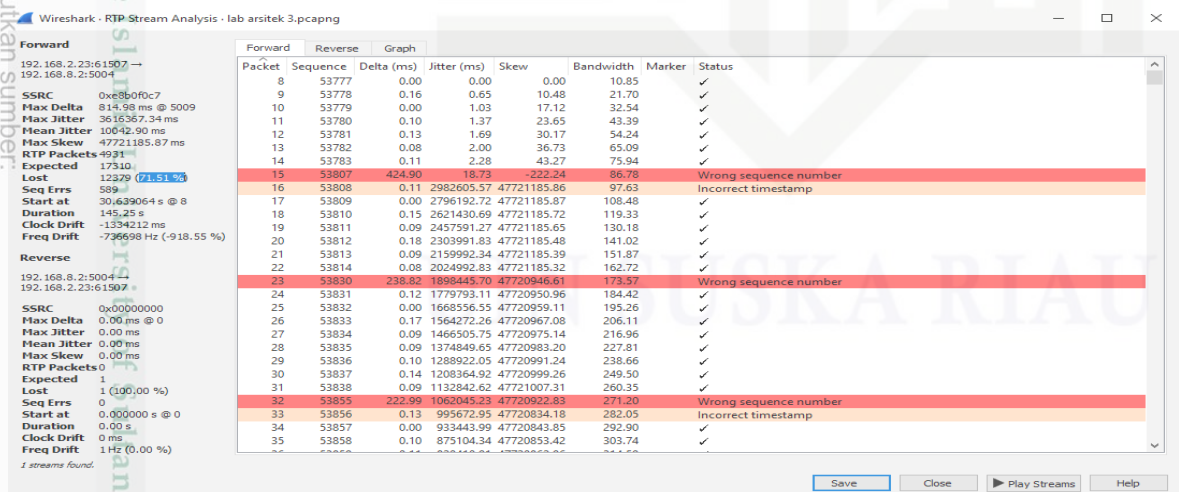 Wireshark · RTP Stream Analysis · lab arsitek 3.pcapng
Forward
192.168.2.23:61507 →
192.168.8.2:5004
SSRC 0xe8b0f0c7
Max Delta 814.98 ms @ 5009
Max Jitter 3616367.34 ms
Mean Jitter 10042.90 ms
Max Skew 47721185.87 ms
RTP Packets 4931
Expected 17310
Lost 12379 (71.51 %)
Seq Errs 589
Start at 30.639064 s @ 8
Duration 145.25 s
Clock Drift -1334212 ms
Freq Drift -736698 Hz (-918.55 %)
Reverse
192.168.8.2:5004 →
192.168.2.23:61507
SSRC 0x00000000
Max Delta 0.00 ms @ 0
Max Jitter 0.00 ms
Mean Jitter 0.00 ms
Max Skew 0.00 ms
RTP Packets 0
Expected 1
Lost 1 (100.00 %)
Seq Errs 0
Start at 0.000000 s @ 0
Duration 0.00 s
Clock Drift 0 ms
Freq Drift 1 Hz (0.00 %)
1 streams found.
Forward Reverse Graph
Packet Sequence Delta (ms) Jitter (ms) Skew Bandwidth Marker Status
8 53777 0.00 0.00 0.00 10.85 ✓
9 53778 0.16 0.65 10.48 21.70 ✓
10 53779 0.00 1.03 17.12 32.54 ✓
11 53780 0.10 1.37 23.65 43.39 ✓
12 53781 0.13 1.69 30.17 54.24 ✓
13 53782 0.08 2.00 36.73 65.09 ✓
14 53783 0.11 2.28 43.27 75.94 ✓
15 53807 424.90 18.73 -222.24 86.78 Wrong sequence number
16 53808 0.11 2982605.57 47721185.86 97.63 Incorrect timestamp
17 53809 0.00 2796192.72 47721185.87 108.48 ✓
18 53810 0.15 2621430.69 47721185.72 119.33 ✓
19 53811 0.09 2457591.27 47721185.65 130.18 ✓
20 53812 0.18 2303991.83 47721185.48 141.02 ✓
21 53813 0.09 2159992.34 47721185.39 151.87 ✓
22 53814 0.08 2024992.83 47721185.32 162.72 ✓
23 53830 238.82 1898445.70 47720946.61 173.57 Wrong sequence number
24 53831 0.12 1779793.11 47720950.96 184.42 ✓
25 53832 0.00 1668556.55 47720959.11 195.26 ✓
26 53833 0.17 1564272.26 47720967.08 206.11 ✓
27 53834 0.09 1466505.75 47720975.14 216.96 ✓
28 53835 0.09 1374849.65 47720983.20 227.81 ✓
29 53836 0.10 1288922.05 47720991.24 238.66 ✓
30 53837 0.14 1208364.92 47720999.26 249.50 ✓
31 53838 0.09 1132842.62 47721007.31 260.35 ✓
32 53855 222.99 1062045.23 47720922.83 271.20 Wrong sequence number
33 53856 0.13 995672.95 47720834.18 282.05 Incorrect timestamp
34 53857 0.00 933443.99 47720843.85 292.90 ✓
35 53858 0.10 875104.34 47720853.42 303.74 ✓
Save Close Play Streams Help
utkan sumber:
UIN SUSKA RIAU